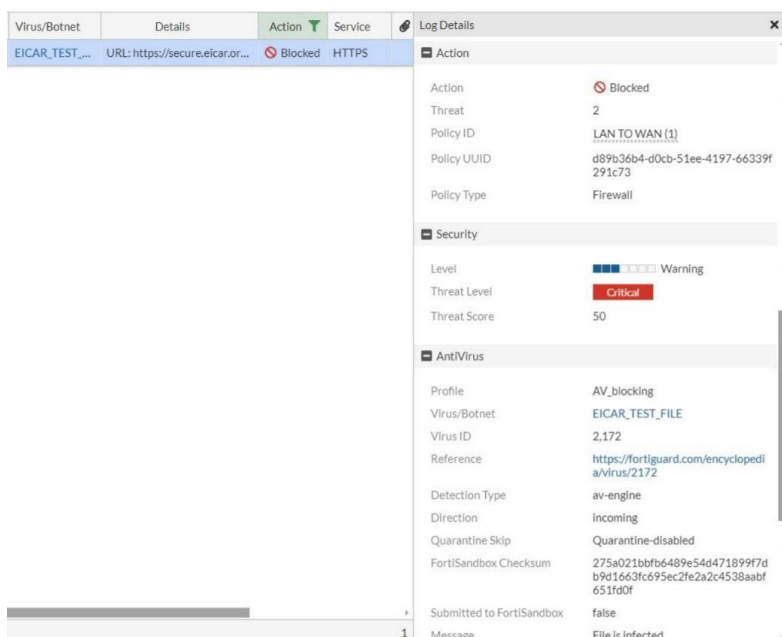 Virus/Botnet Details Action Service
EICAR_TEST_... URL: https://secure.eicar.or... Blocked HTTPS
1
Log Details
Action
Action Blocked
Threat 2
Policy ID LAN TO WAN (1)
Policy UUID d89b36b4-d0cb-51ee-4197-66339f
291c73
Policy Type Firewall
Security
Level Warning
Threat Level Critical
Threat Score 50
AntiVirus
Profile AV_blocking
Virus/Botnet EICAR_TEST_FILE
Virus ID 2,172
Reference https://fortiguard.com/encyclopedi
a/virus/2172
Detection Type av-engine
Direction incoming
Quarantine Skip Quarantine-disabled
FortiSandbox Checksum 275a021bbfb6489e54d471899f7d
b9d1663fc695ec2fe2a2c4538aabf
651fd0f
Submitted to FortiSandbox false
Message File is infected